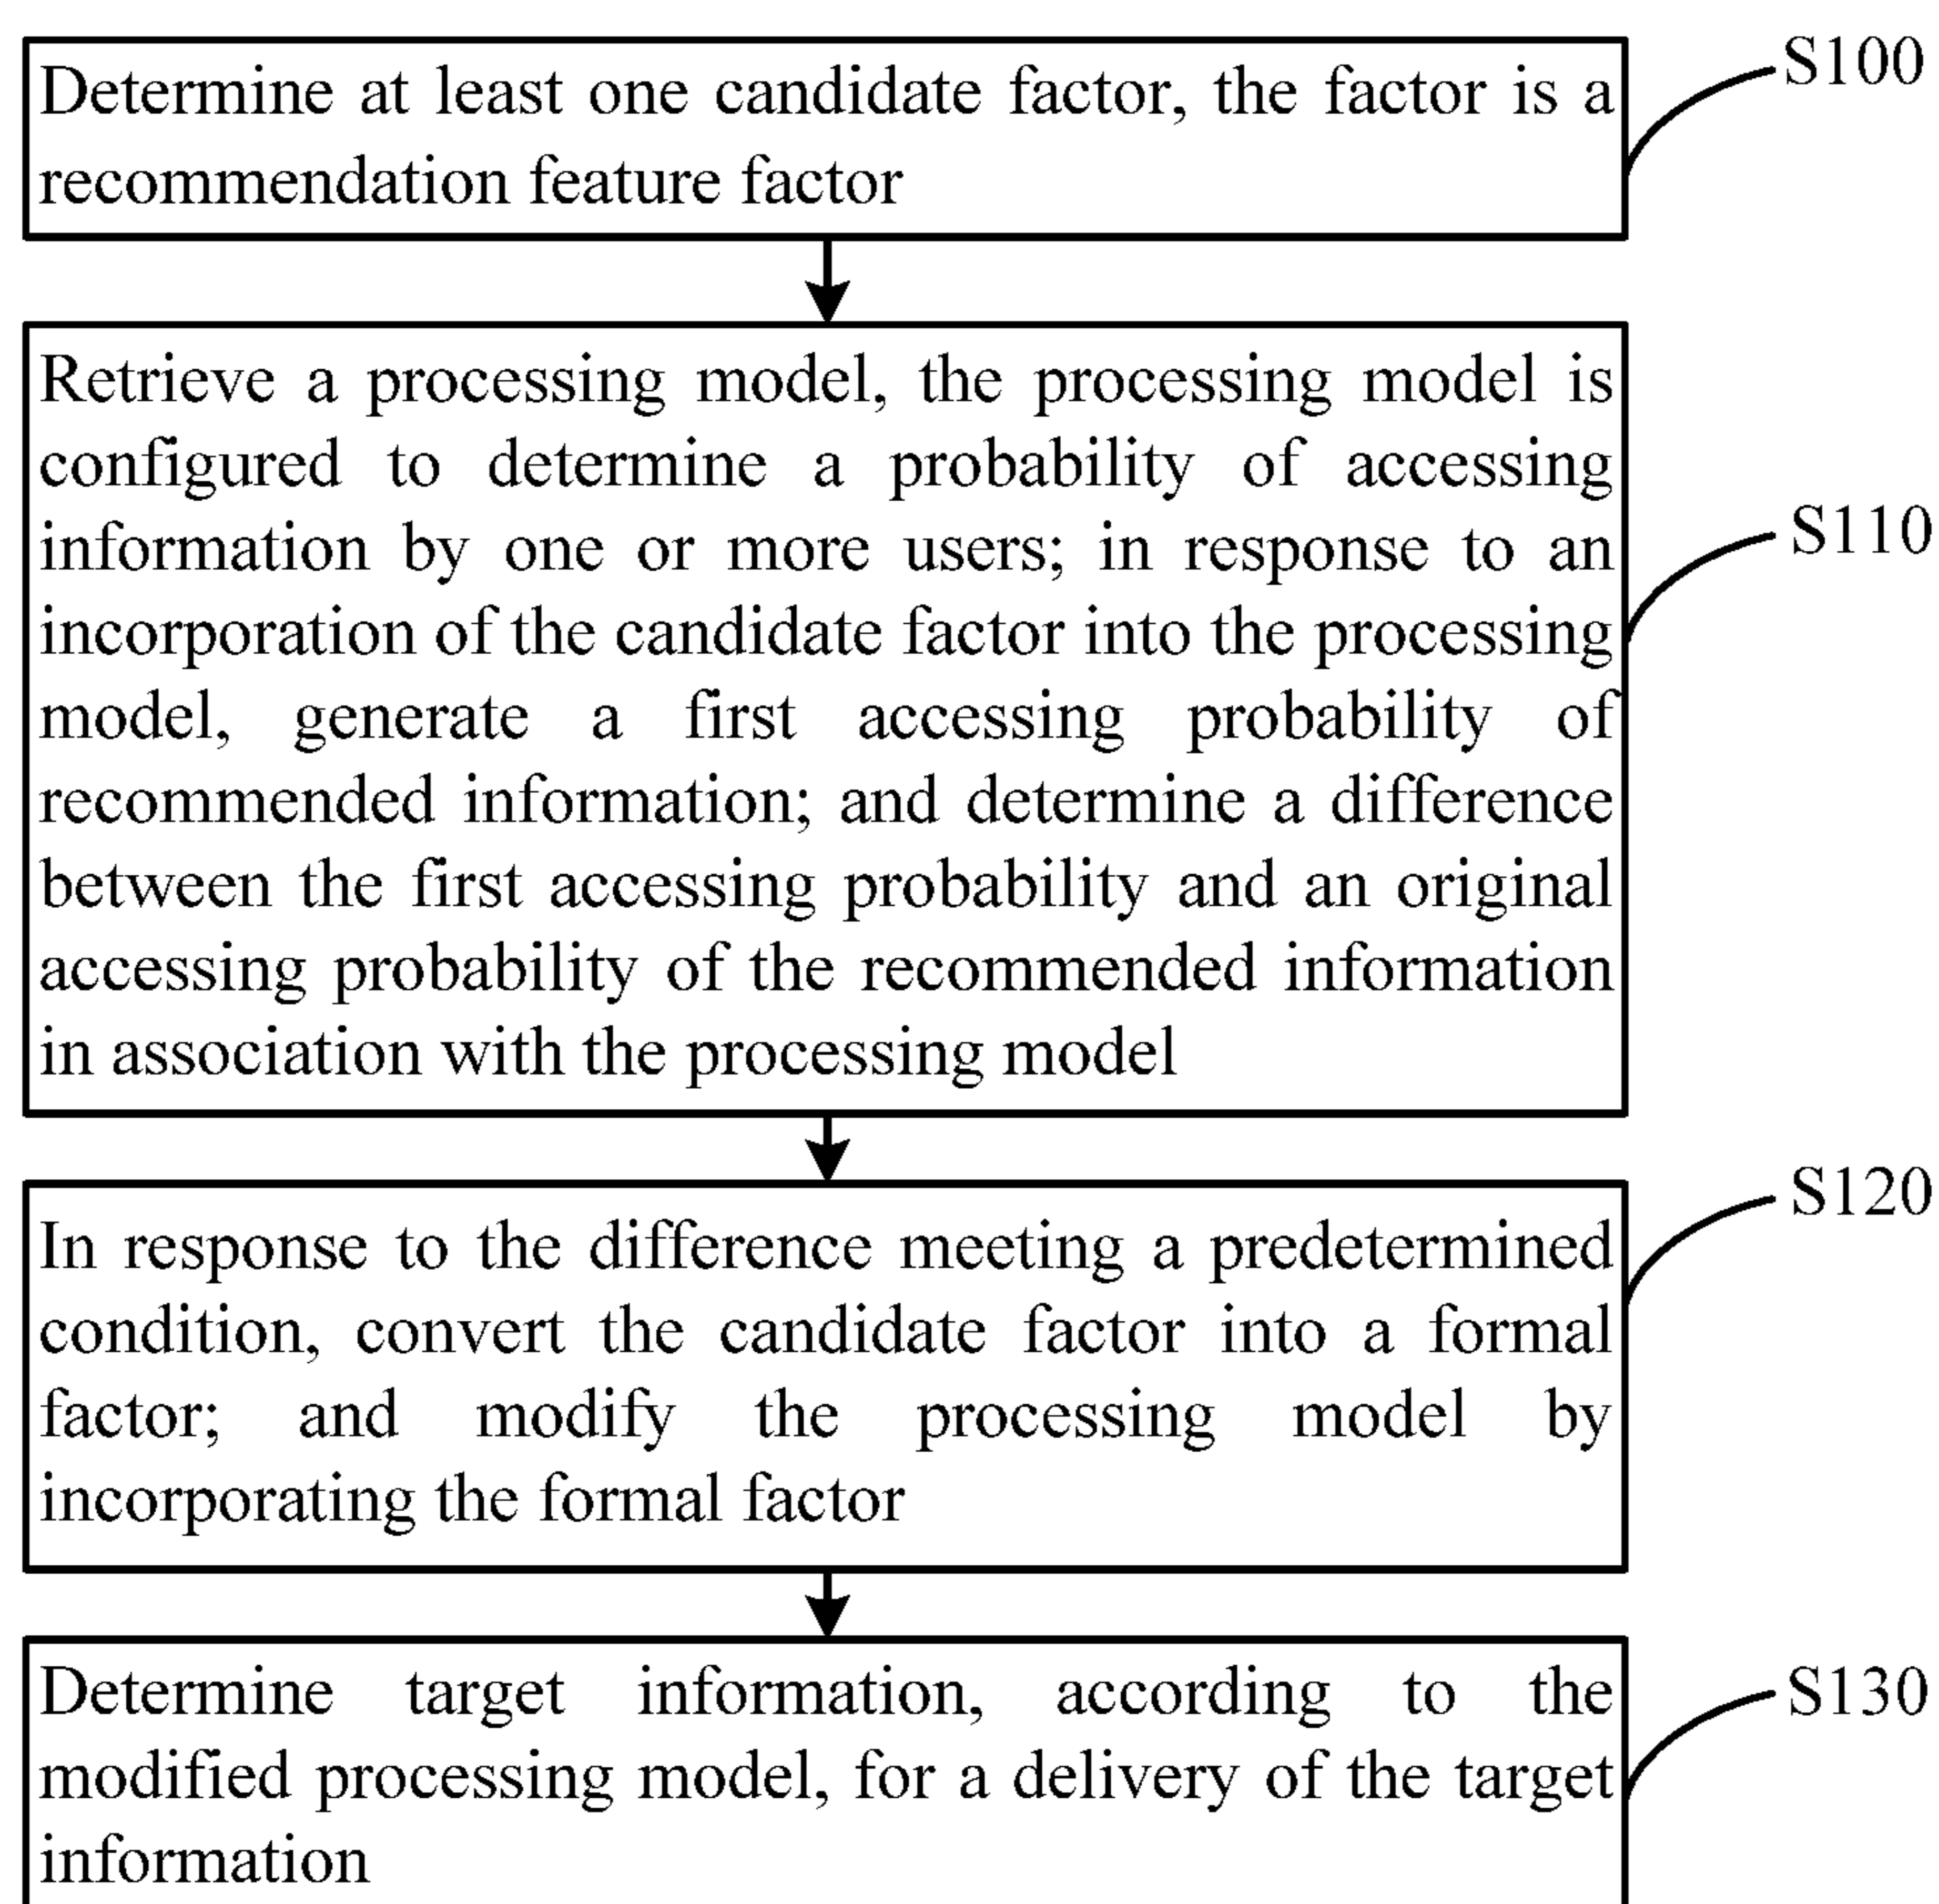 Determine at least one candidate factor, the factor is a
recommendation feature factor
S100
Retrieve a processing model, the processing model is
configured to determine a probability of accessing
information by one or more users; in response to an
incorporation of the candidate factor into the processing
model, generate a first accessing probability of
recommended information; and determine a difference
between the first accessing probability and an original
accessing probability of the recommended information
in association with the processing model
S110
In response to the difference meeting a predetermined
condition, convert the candidate factor into a formal
factor; and modify the processing model by
incorporating the formal factor
S120
Determine target information, according to the
modified processing model, for a delivery of the target
information
S130